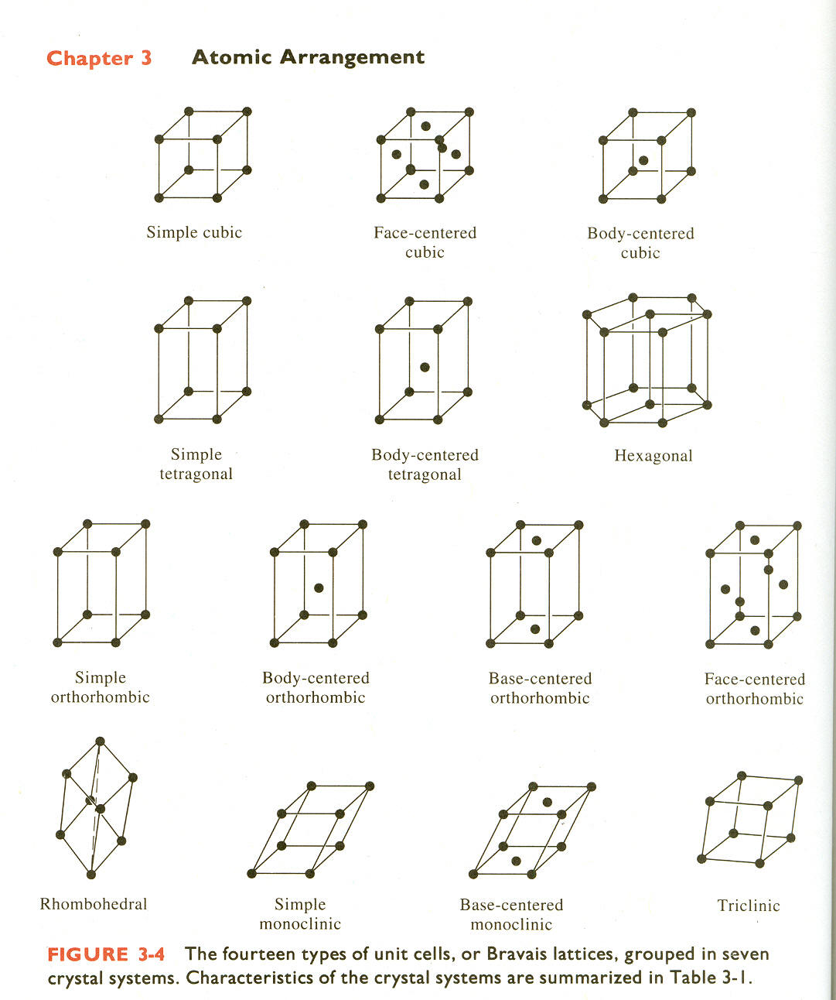 Chapter 3 Atomic Arrangement
Simple cubic
Face-centered
cubic
Body-centered
cubic
Simple
tetragonal
Body-centered
tetragonal
Hexagonal
Simple
orthorhombic
Body-centered
orthorhombic
Base-centered
orthorhombic
Face-centered
orthorhombic
Rhombohedral
Simple
monoclinic
Base-centered
monoclinic
Triclinic
FIGURE 3-4 The fourteen types of unit cells, or Bravais lattices, grouped in seven
crystal systems. Characteristics of the crystal systems are summarized in Table 3-1.